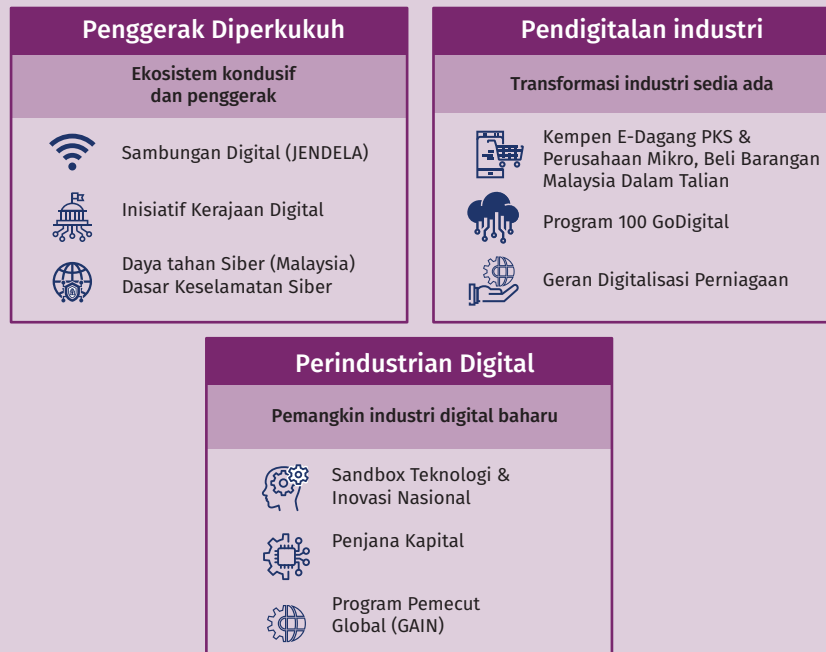 Penggerak Diperkukuh
Ekosistem kondusif
dan penggerak
Sambungan Digital (JENDELA)
Inisiatif Kerajaan Digital
Daya tahan Siber (Malaysia)
Dasar Keselamatan Siber
Pendigitalan industri
Transformasi industri sedia ada
Kempen E-Dagang PKS &
Perusahaan Mikro, Beli Barangan
Malaysia Dalam Talian
Program 100 GoDigital
Geran Digitalisasi Perniagaan
Perindustrian Digital
Pemangkin industri digital baharu
Sandbox Teknologi &
Inovasi Nasional
Penjana Kapital
Program Pemecut
Global (GAIN)